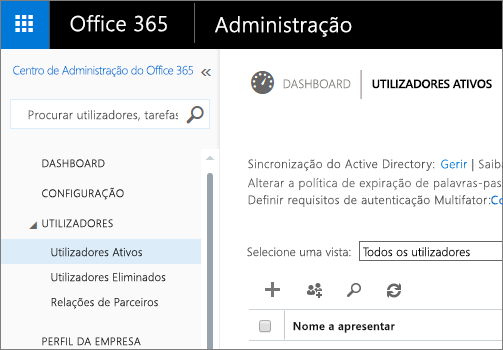 Office 365 Administração
Centro de Administração do Office 365 «
Procurar utilizadores, tarefas
DASHBOARD
CONFIGURAÇÃO
UTILIZADORES
Utilizadores Ativos
Utilizadores Eliminados
Relações de Parceiros
PERFIL DA EMPRESA
DASHBOARD UTILIZADORES ATIVOS
Sincronização do Active Directory: Gerir | Saiba
Alterar a política de expiração de palavras-pas
Definir requisitos de autenticação Multifator:Co
Selecione uma vista: Todos os utilizadores
Nome a apresentar